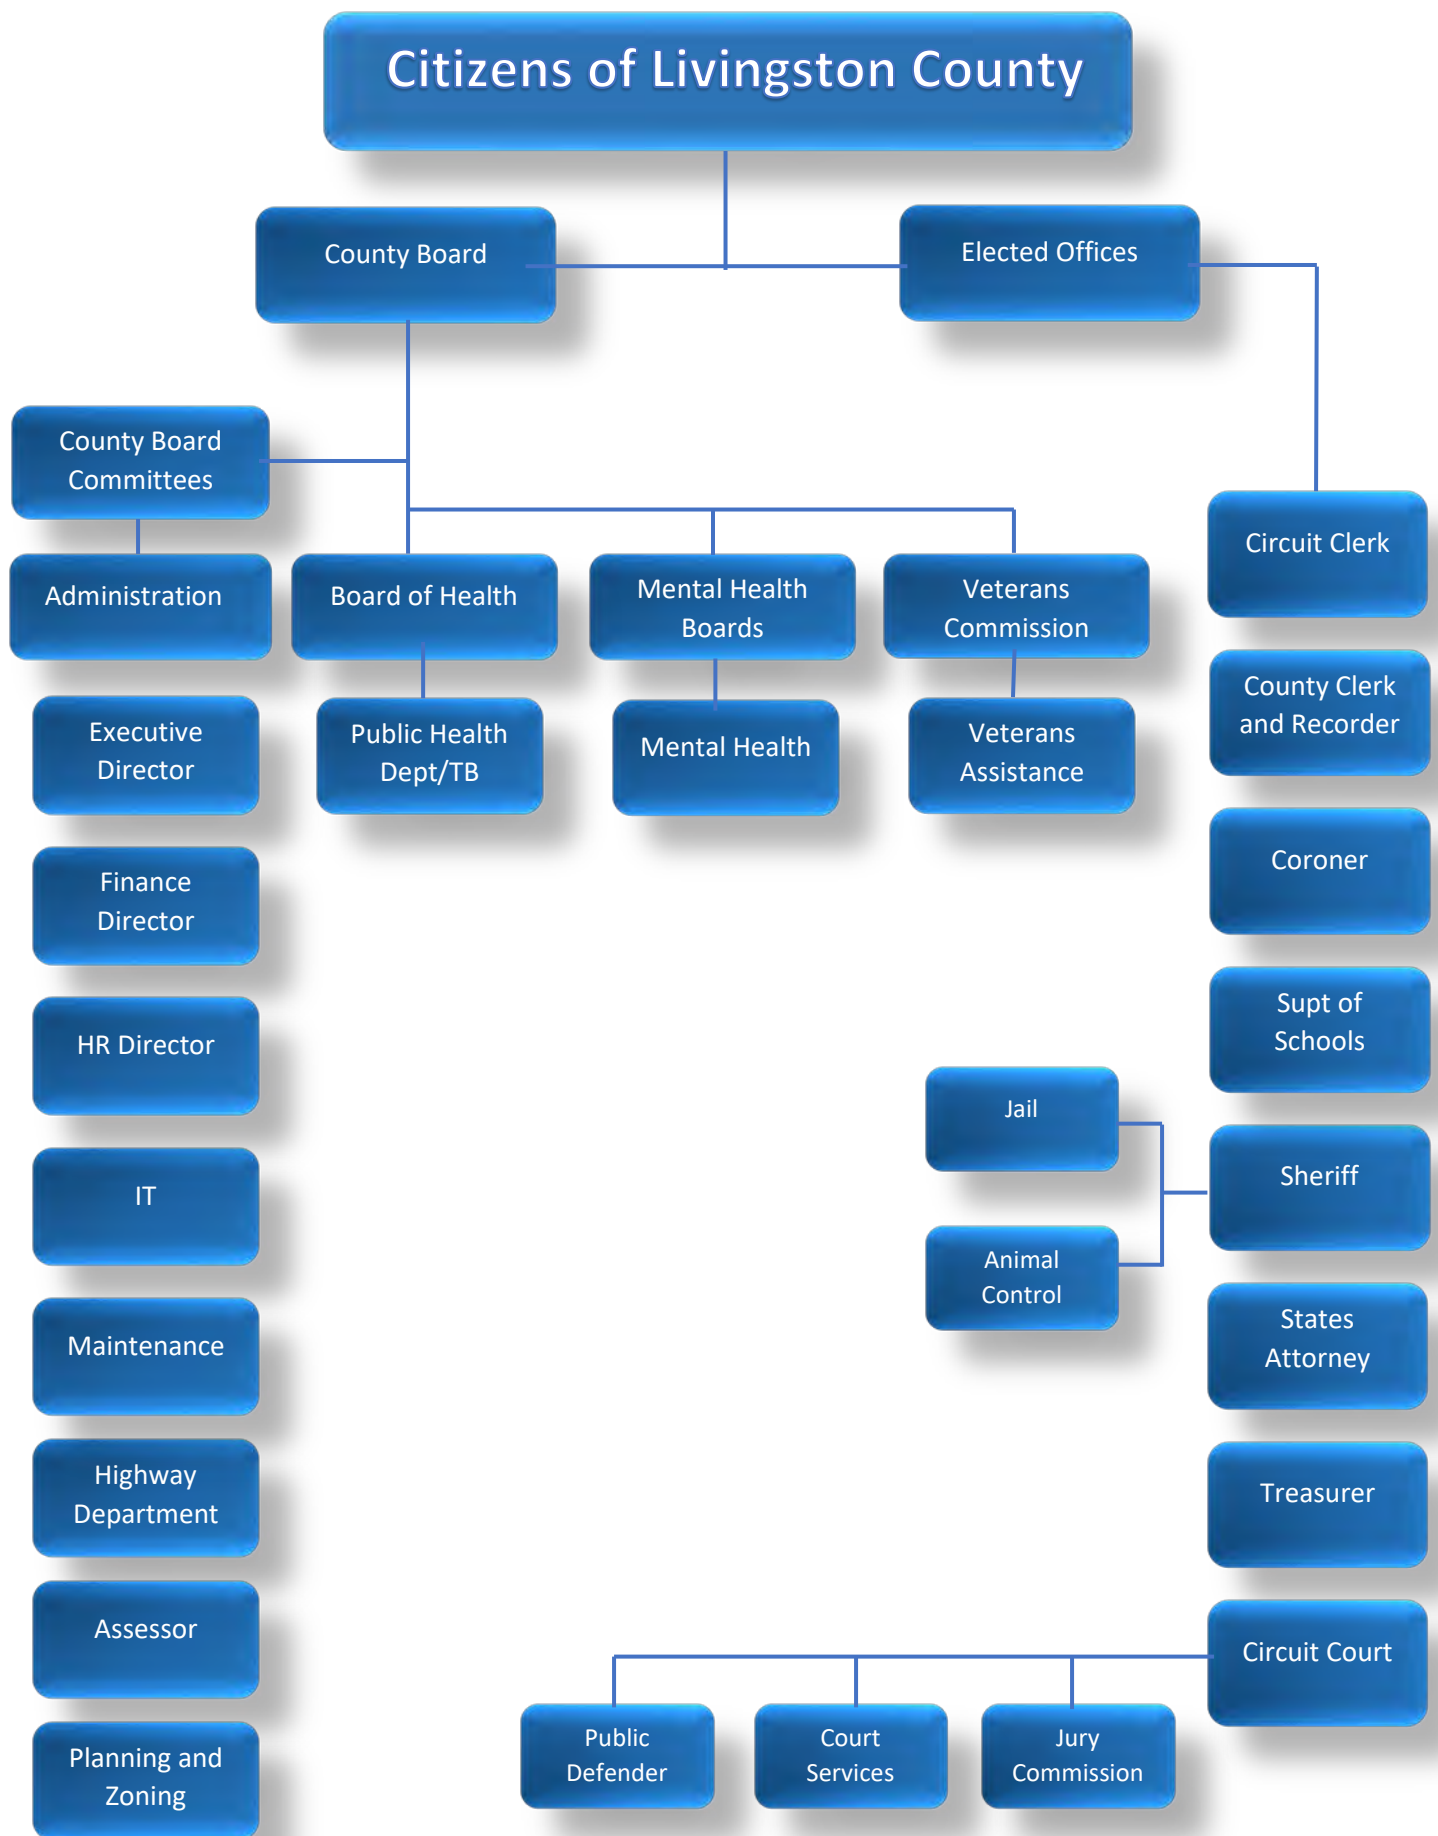 Citizens of Livingston County
County Board
Elected Offices
County Board
Committees
Circuit Clerk
Administration
Board of Health
Mental Health
Boards
Veterans
Commission
County Clerk
and Recorder
Executive
Director
Public Health
Dept/TB
Mental Health
Veterans
Assistance
Finance
Director
Coroner
HR Director
Supt of
Schools
Jail
IT
Sheriff
Animal
Control
Maintenance
States
Attorney
Highway
Department
Treasurer
Assessor
Circuit Court
Planning and
Zoning
Public
Defender
Court
Services
Jury
Commission